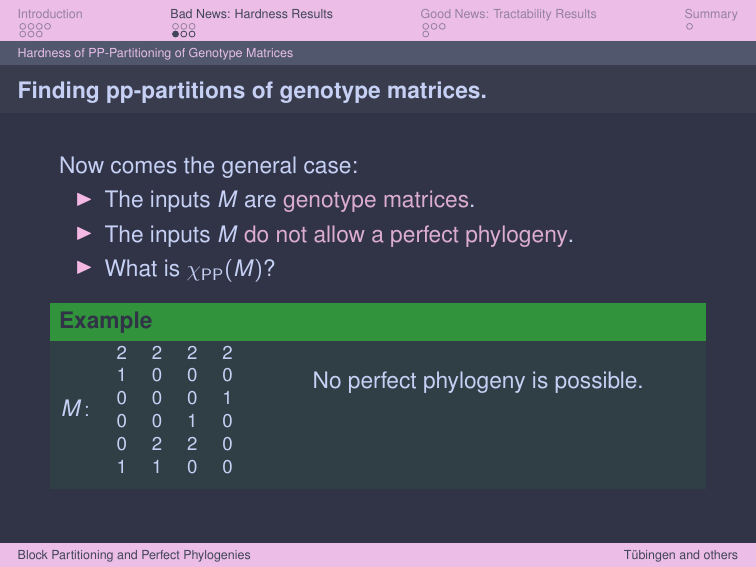 Introduction
Bad News: Hardness Results
Good News: Tractability Results
Summary
Hardness of PP-Partitioning of Genotype Matrices
Finding pp-partitions of genotype matrices.
Now comes the general case:
The inputs M are genotype matrices.
The inputs M do not allow a perfect phylogeny.
What is χPP(M)?
Example
M:
2 2 2 2
1 0 0 0
0 0 0 1
0 0 1 0
0 2 2 0
1 1 0 0
No perfect phylogeny is possible.
Block Partitioning and Perfect Phylogenies
Tübingen and others